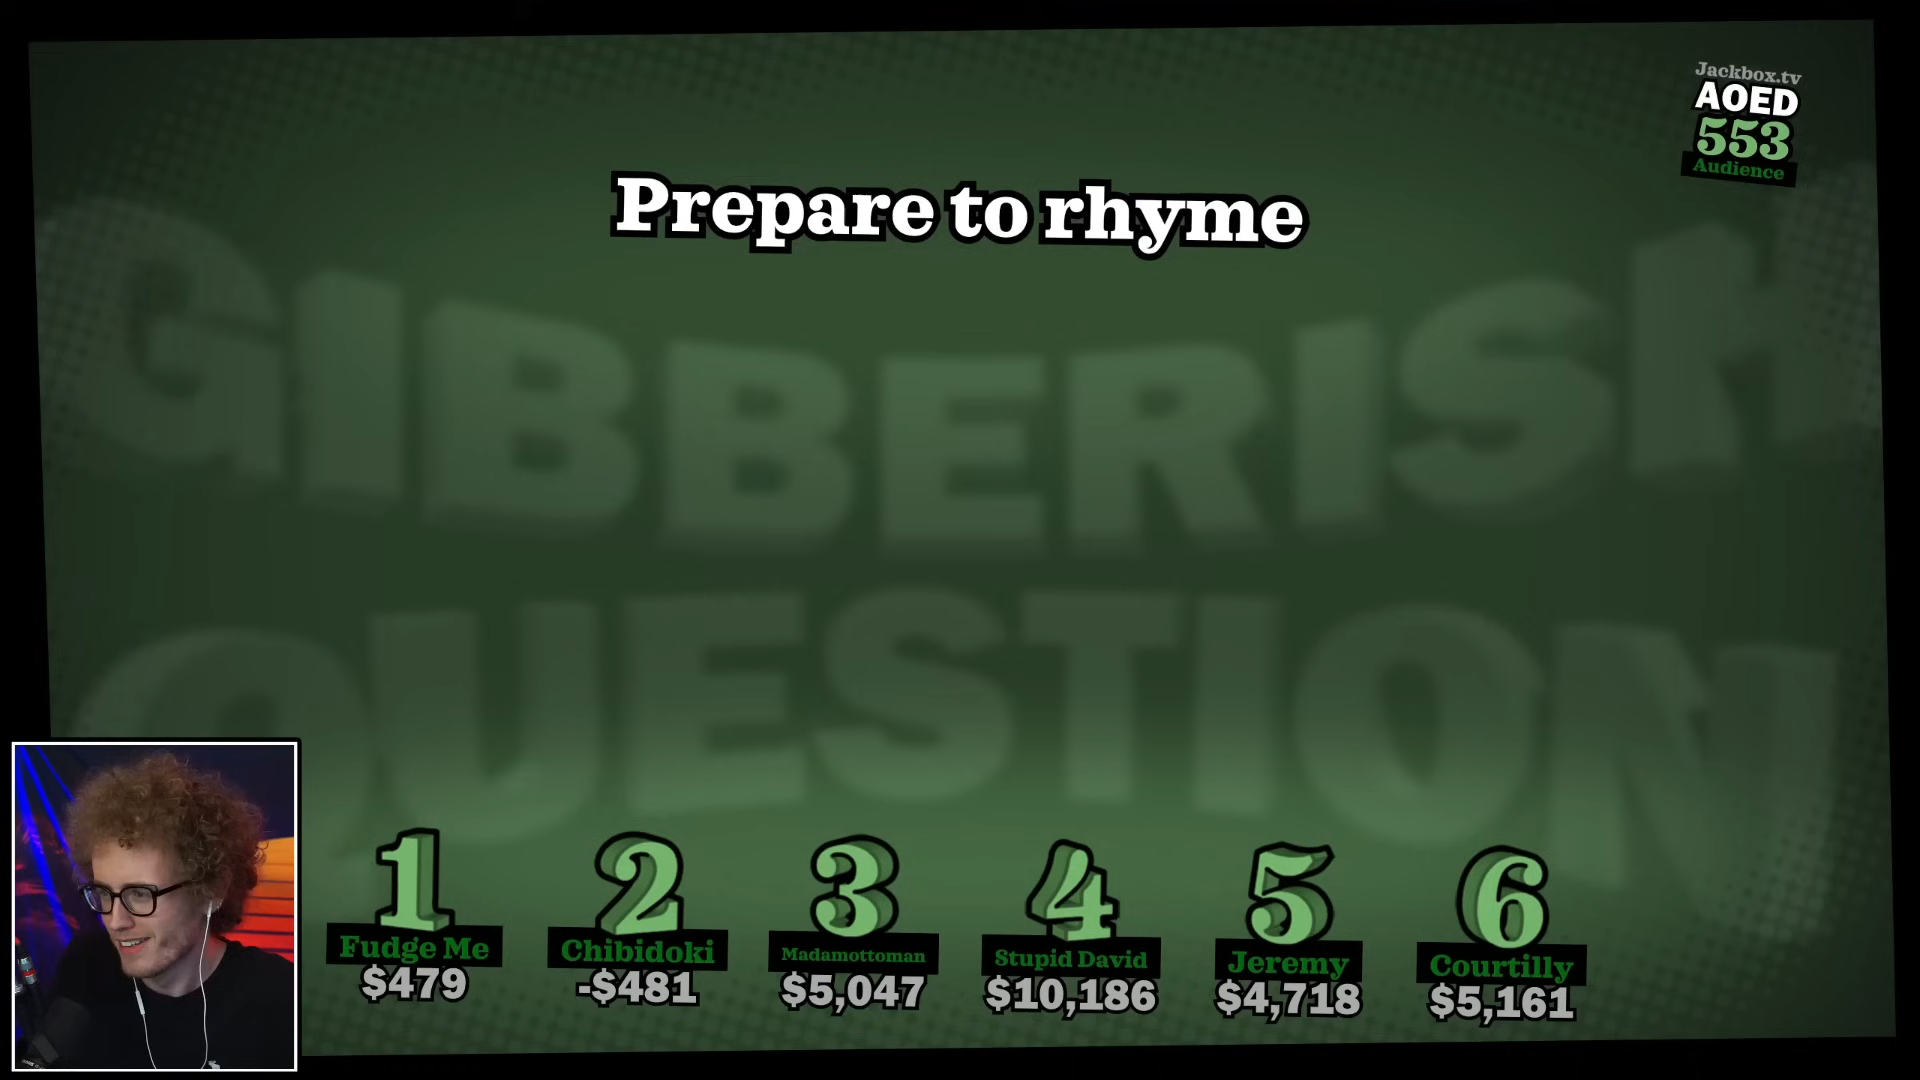 Jackbox.tv
AOED
553
Audience
Prepare to rhyme
GIBBERISH
QUESTION
1 2 3 4 5 6
Fudge Me Chibidoki Madamottoman Stupid David Jeremy Courtilly
$479 -$481 $5,047 $10,186 $4,718 $5,161